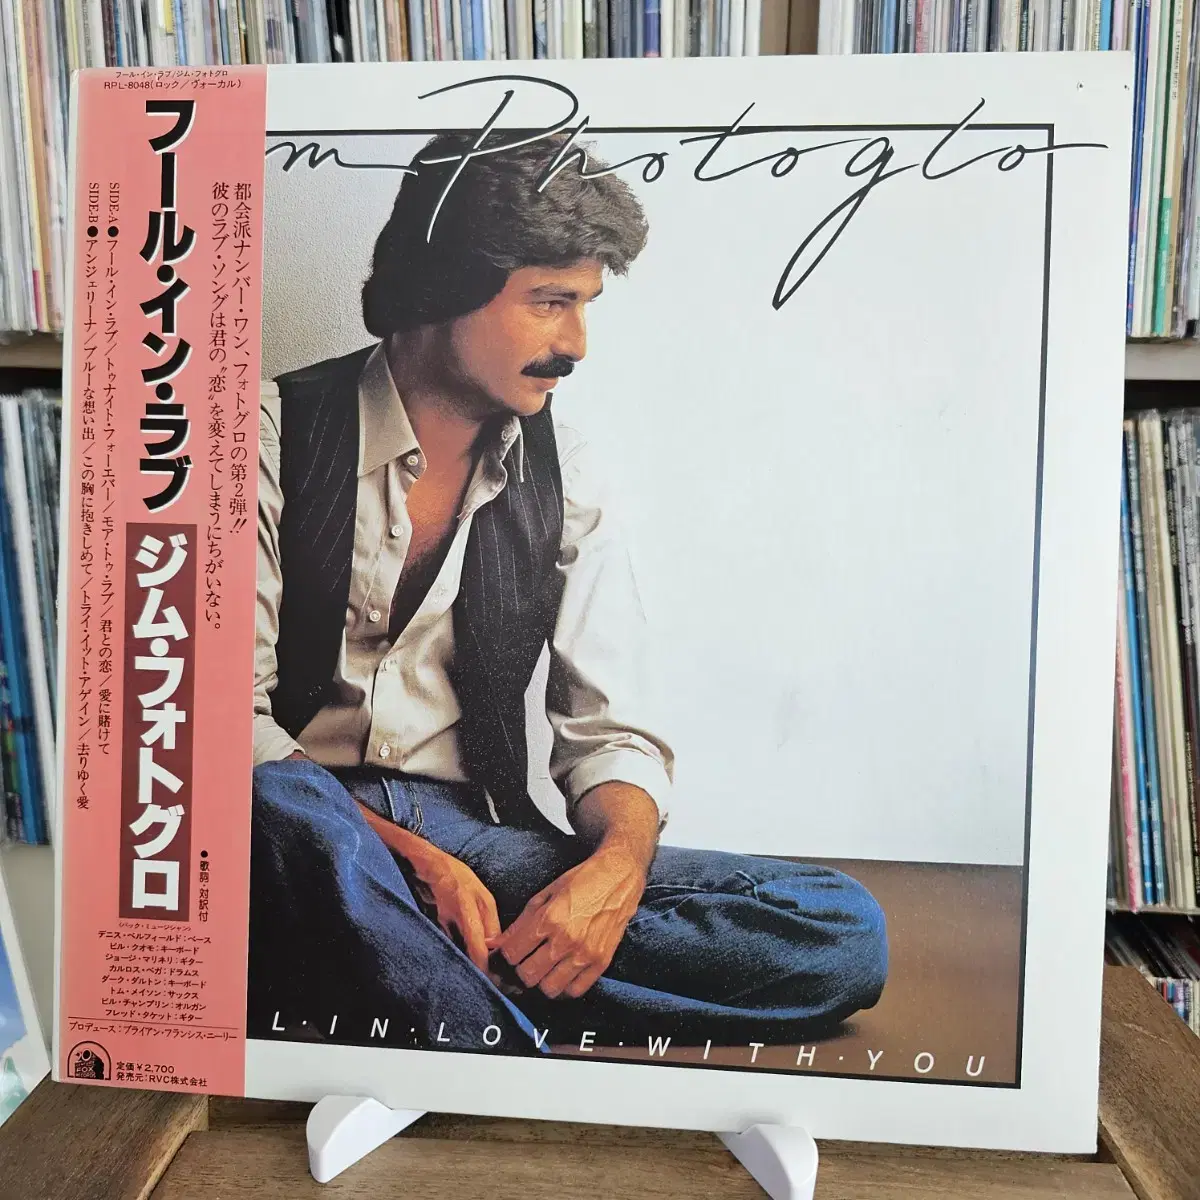 フール・イン・ラブ/ジム・フォトグロ
RPL-8048(ロック/ヴォーカル)
フール・イン・ラブ
ジム・フォトグロ
都会派ナンバー・ワン、フォトグロの第2弾!!
彼のラブ・ソングは君の〝恋〟を変えてしまうにちがいない。
SIDE-A●フール・イン・ラブ/トゥナイト・フォーエバー/モア・トゥ・ラブ/君との恋/愛に賭けて
SIDE-B●アンジェリーナ/ブルーな想い出/この胸に抱きしめて/トライ・イット・アゲイン/去りゆく愛
●歌詞・対訳付
〈バック・ミュージシャン〉
デニス・ベルフィールド:ベース
ビル・クオモ:キーボード
ジョージ・マリネリ:ギター
カルロス・ベガ:ドラムス
ダーク・ダルトン:キーボード
トム・メイソン:サックス
ビル・チャンプリン:オルガン
フレッド・タケット:ギター
プロデュース:ブライアン・フランシス・ニーリー
20
FOX
定価¥2,700
発売元:RVC株式会社
m Photoglo
L·IN·LOVE·WITH·YOU